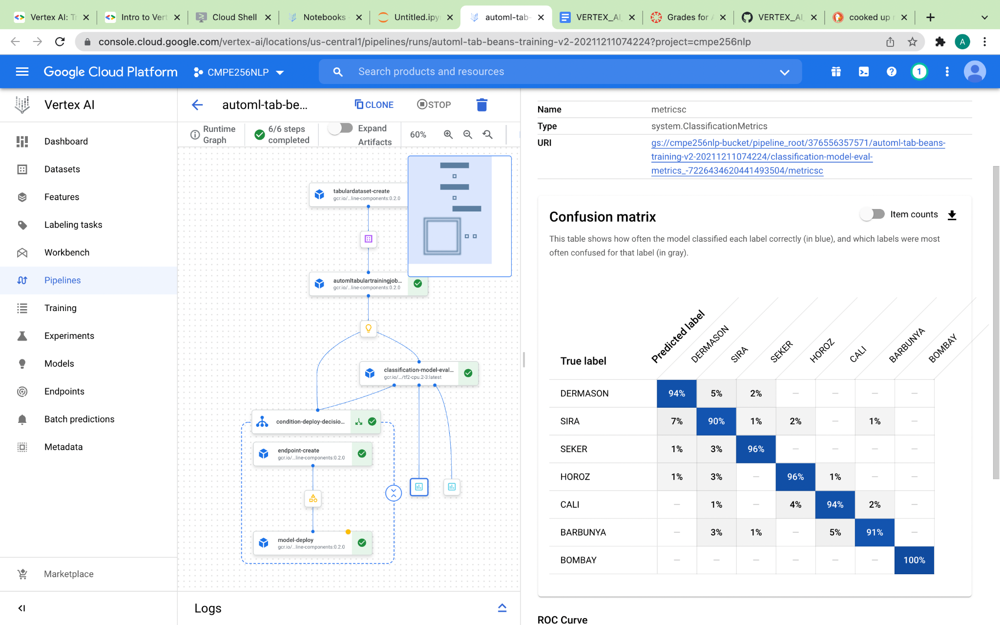 Vertex AI: Tr
Intro to Vert
Cloud Shell
Notebooks
Untitled.ipy
automl-tab-
VERTEX_AI_
Grades for
VERTEX_AI_
cooked up
console.cloud.google.com/vertex-ai/locations/us-central1/pipelines/runs/automl-tab-beans-training-v2-20211211074224?project=cmpe256nlp
A
Google Cloud Platform
CMPE256NLP
Search products and resources
1
Vertex AI
Dashboard
Datasets
Features
Labeling tasks
Workbench
Pipelines
Training
Experiments
Models
Endpoints
Batch predictions
Metadata
Marketplace
automl-tab-be...
CLONE
STOP
Runtime
Graph
6/6 steps
completed
Expand
Artifacts
60%
tabulardataset-create
gcr.io/...line-components:0.2.0
automltabulartrainingjob...
gcr.io/...line-components:0.2.0
classification-model-eval...
gcr.io/.../tf2-cpu.2-3:latest
condition-deploy-decisio...
endpoint-create
gcr.io/...line-components:0.2.0
model-deploy
gcr.io/...line-components:0.2.0
Logs
Name metricsc
Type system.ClassificationMetrics
URI gs://cmpe256nlp-bucket/pipeline_root/376556357571/automl-tab-beans-
training-v2-20211211074224/classification-model-eval-
metrics_-7226434620441493504/metricsc
Confusion matrix
Item counts
This table shows how often the model classified each label correctly (in blue), and which labels were most
often confused for that label (in gray).
True label Predicted label DERMASON SIRA SEKER HOROZ CALI BARBUNYA BOMBAY
DERMASON 94% 5% 2% — — — —
SIRA 7% 90% 1% 2% — 1% —
SEKER 1% 3% 96% — — — —
HOROZ 1% 3% — 96% 1% — —
CALI — 1% — 4% 94% 2% —
BARBUNYA — 3% 1% — 5% 91% —
BOMBAY — — — — — — 100%
ROC Curve